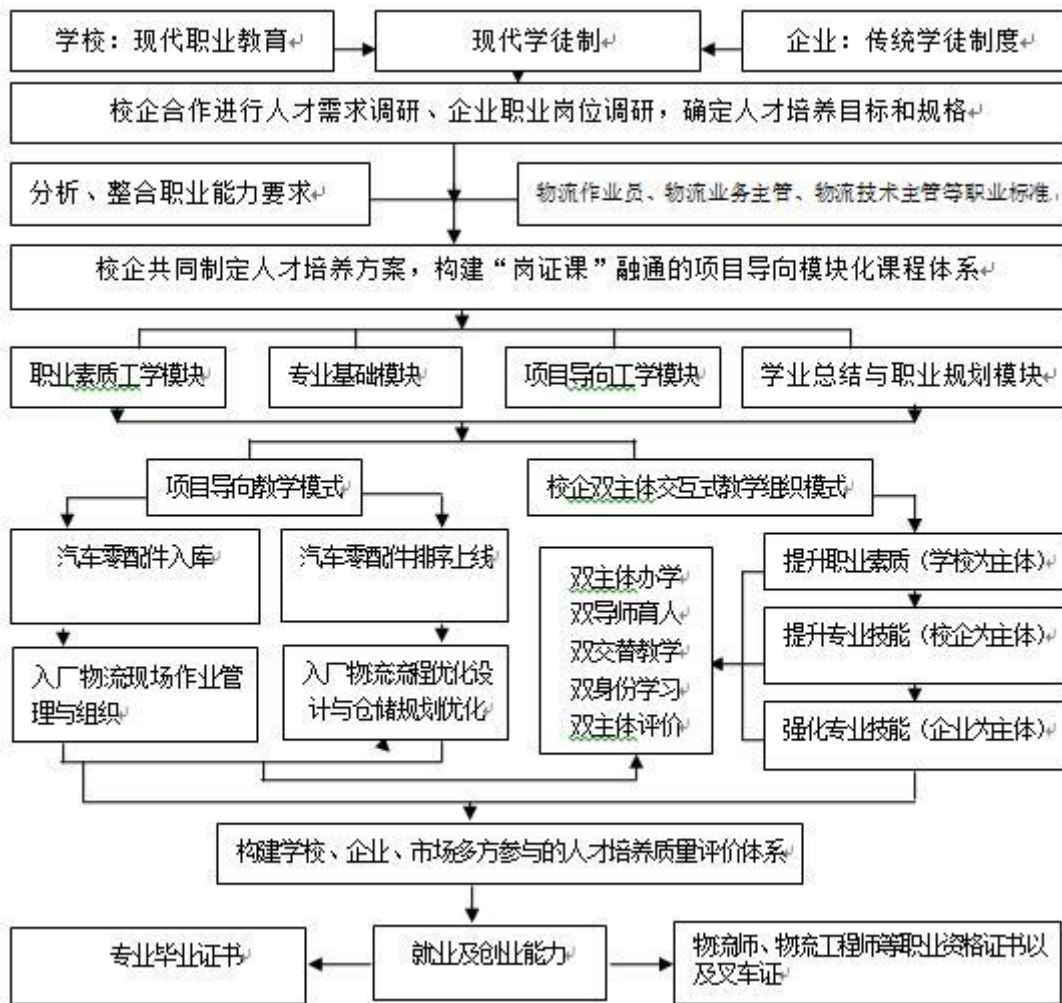 学校：现代职业教育
现代学徒制
企业：传统学徒制度
校企合作进行人才需求调研、企业职业岗位调研，确定人才培养目标和规格
分析、整合职业能力要求
物流作业员、物流业务主管、物流技术主管等职业标准
校企共同制定人才培养方案，构建“岗证课”融通的项目导向模块化课程体系
职业素质工学模块
专业基础模块
项目导向工学模块
学业总结与职业规划模块
项目导向教学模式
校企双主体交互式教学组织模式
汽车零配件入库
汽车零配件排序上线
双主体办学
双导师育人
双交替教学
双身份学习
双主体评价
提升职业素质（学校为主体）
提升专业技能（校企为主体）
强化专业技能（企业为主体）
入厂物流现场作业管
理与组织
入厂物流流程优化设
计与仓储规划优化
构建学校、企业、市场多方参与的人才培养质量评价体系
专业毕业证书
就业及创业能力
物流师、物流工程师等职业资格证书以
及叉车证